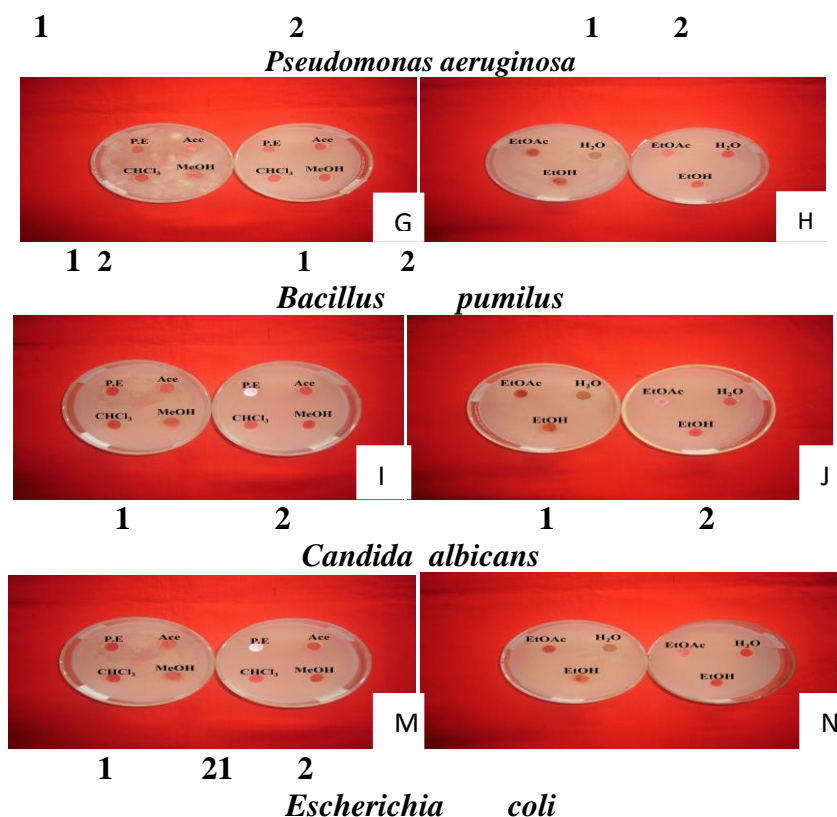 1 2 1 2
Pseudomonas aeruginosa
P.E Ace P.E Ace
CHCl₃ MeOH CHCl₃ MeOH
G
EtOAc H₂O EtOAc H₂O
EtOH EtOH
H
1 2 1 2
Bacillus pumilus
P.E Ace P.E Ace
CHCl₃ MeOH CHCl₃ MeOH
I
EtOAc H₂O EtOAc H₂O
EtOH EtOH
J
1 2 1 2
Candida albicans
P.E Ace P.E Ace
CHCl₃ MeOH CHCl₃ MeOH
M
EtOAc H₂O EtOAc H₂O
EtOH EtOH
N
1 21 2
Escherichia coli